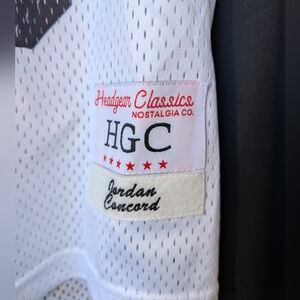 Headgear Classics
NOSTALGIA CO.
HGC
★★★★★★
Jordan
Concord